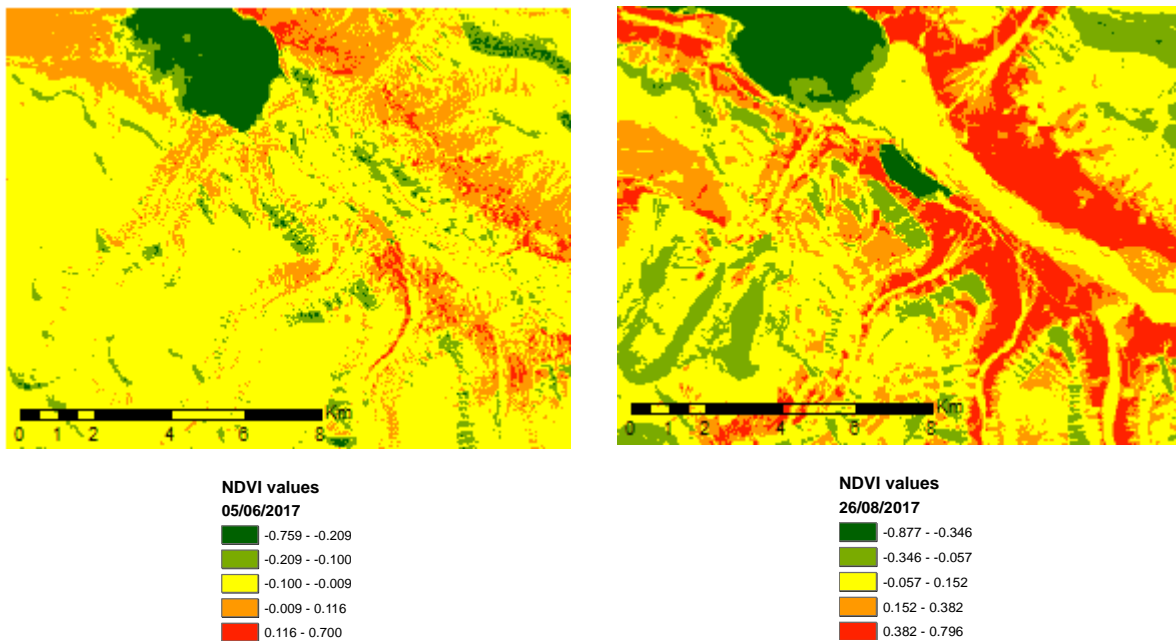 Km
0 1 2 4 6 8
Km
0 1 2 4 6 8
NDVI values
05/06/2017
-0.759 - -0.209
-0.209 - -0.100
-0.100 - -0.009
-0.009 - 0.116
0.116 - 0.700
NDVI values
26/08/2017
-0.877 - -0.346
-0.346 - -0.057
-0.057 - 0.152
0.152 - 0.382
0.382 - 0.796